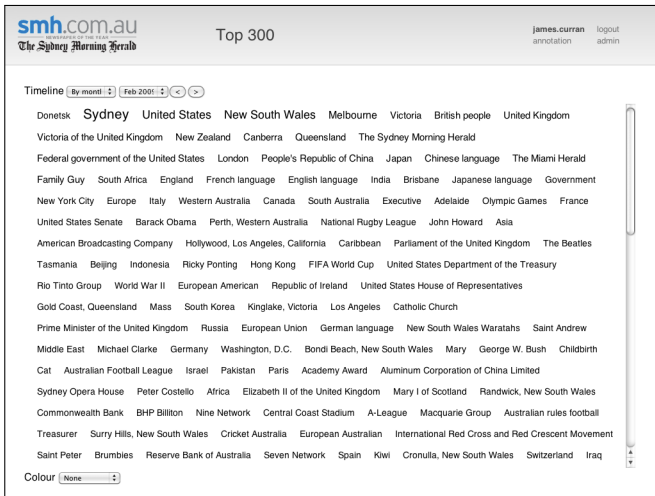 smh.com.au
NEWSPAPER OF THE YEAR
The Sydney Morning Herald
Top 300
james.curran logout
annotation admin
Timeline By month Feb 2009 < >
Donetsk Sydney United States New South Wales Melbourne Victoria British people United Kingdom
Victoria of the United Kingdom New Zealand Canberra Queensland The Sydney Morning Herald
Federal government of the United States London People's Republic of China Japan Chinese language The Miami Herald
Family Guy South Africa England French language English language India Brisbane Japanese language Government
New York City Europe Italy Western Australia Canada South Australia Executive Adelaide Olympic Games France
United States Senate Barack Obama Perth, Western Australia National Rugby League John Howard Asia
American Broadcasting Company Hollywood, Los Angeles, California Caribbean Parliament of the United Kingdom The Beatles
Tasmania Beijing Indonesia Ricky Ponting Hong Kong FIFA World Cup United States Department of the Treasury
Rio Tinto Group World War II European American Republic of Ireland United States House of Representatives
Gold Coast, Queensland Mass South Korea Kinglake, Victoria Los Angeles Catholic Church
Prime Minister of the United Kingdom Russia European Union German language New South Wales Waratahs Saint Andrew
Middle East Michael Clarke Germany Washington, D.C. Bondi Beach, New South Wales Mary George W. Bush Childbirth
Cat Australian Football League Israel Pakistan Paris Academy Award Aluminum Corporation of China Limited
Sydney Opera House Peter Costello Africa Elizabeth II of the United Kingdom Mary I of Scotland Randwick, New South Wales
Commonwealth Bank BHP Billiton Nine Network Central Coast Stadium A-League Macquarie Group Australian rules football
Treasurer Surry Hills, New South Wales Cricket Australia European Australian International Red Cross and Red Crescent Movement
Saint Peter Brumbies Reserve Bank of Australia Seven Network Spain Kiwi Cronulla, New South Wales Switzerland Iraq
Colour None